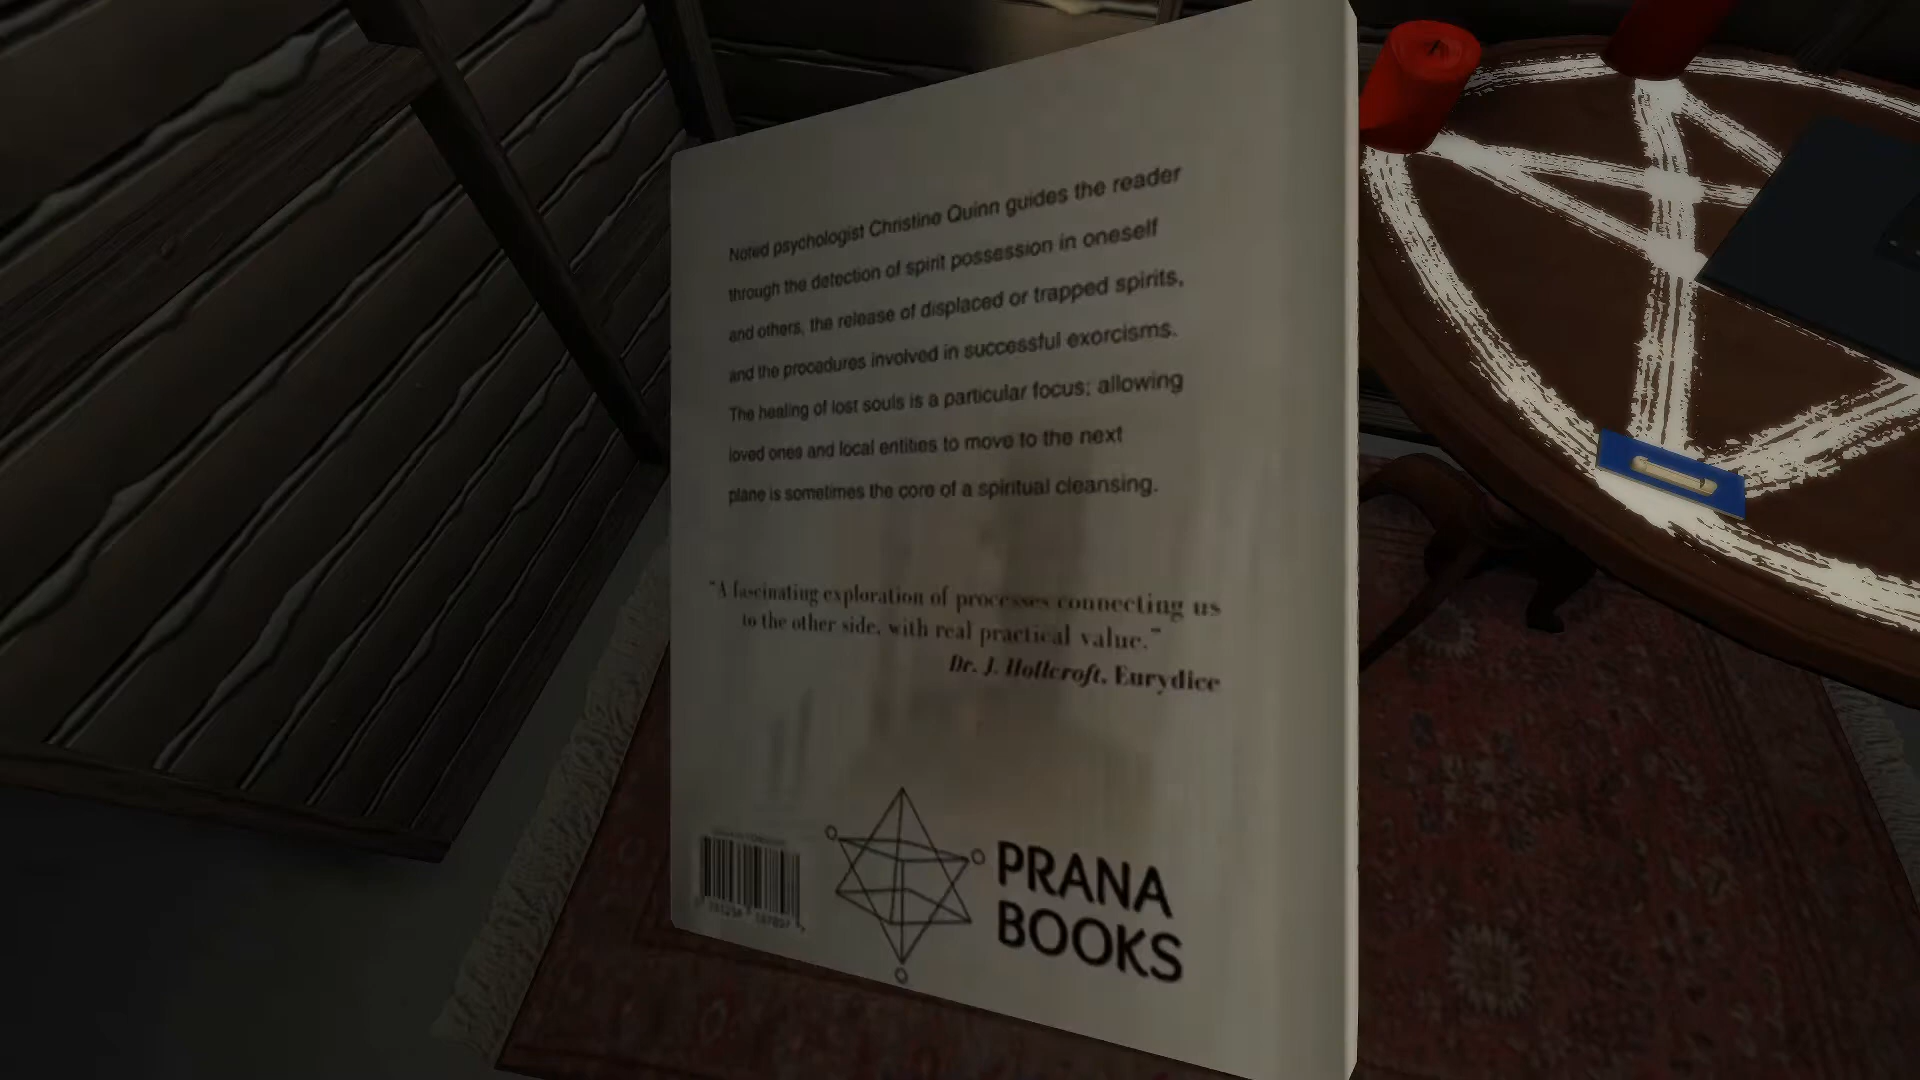 Noted psychologist Christine Quinn guides the reader
through the detection of spirit possession in oneself
and others, the release of displaced or trapped spirits,
and the procedures involved in successful exorcisms.
The healing of lost souls is a particular focus; allowing
loved ones and local entities to move to the next
plane is sometimes the core of a spiritual cleansing.
"A fascinating exploration of processes connecting us
to the other side, with real practical value."
Dr. J. Hollcroft, Eurydice
PRANA
BOOKS